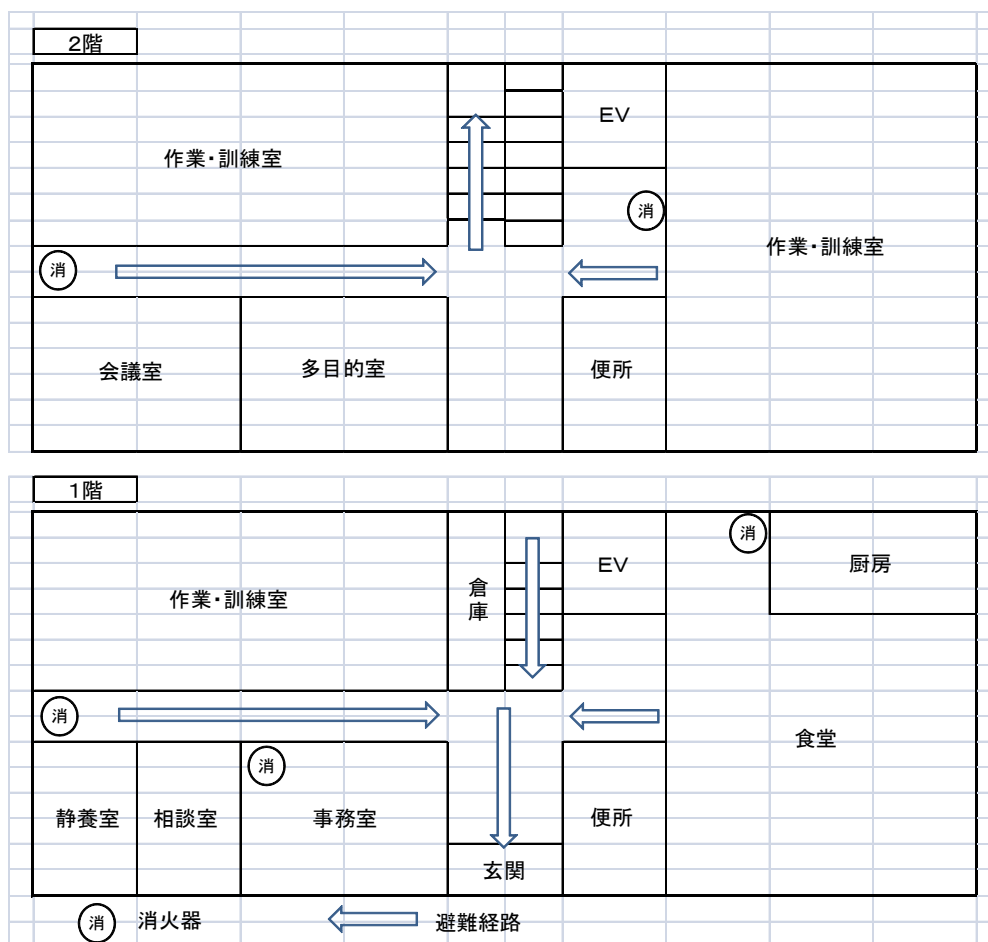 ２階
EV
作業・訓練室
消
作業・訓練室
消
会議室
多目的室
便所
１階
消
厨房
EV
倉庫
作業・訓練室
消
食堂
消
静養室
相談室
事務室
便所
玄関
消
消火器
避難経路